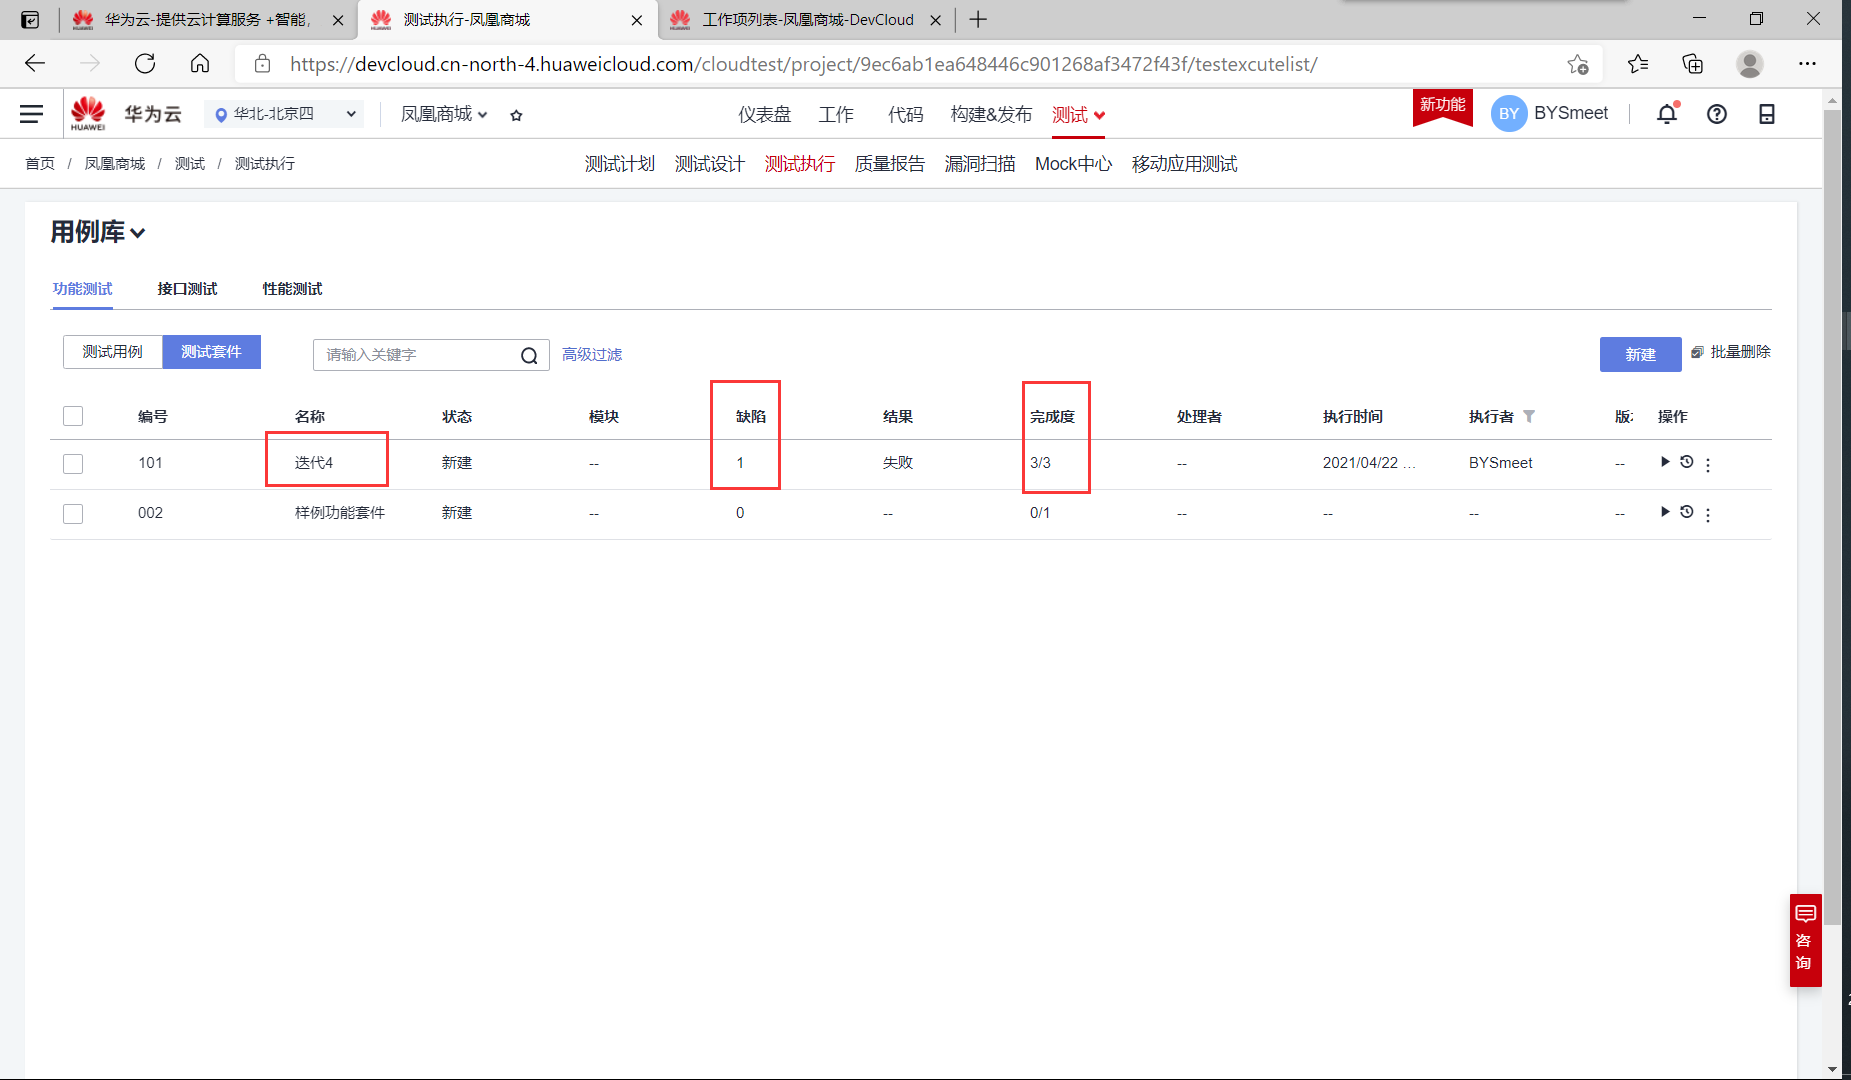 华为云-提供云计算服务 +智能,
测试执行-凤凰商城
工作项列表-凤凰商城-DevCloud
https://devcloud.cn-north-4.huaweicloud.com/cloudtest/project/9ec6ab1ea648446c901268af3472f43f/testexcutelist/
HUAWEI
华为云
华北-北京四
凤凰商城
仪表盘
工作
代码
构建&发布
测试
新功能
BY
BYSmeet
首页 / 凤凰商城 / 测试 / 测试执行
测试计划
测试设计
测试执行
质量报告
漏洞扫描
Mock中心
移动应用测试
用例库
功能测试
接口测试
性能测试
测试用例
测试套件
请输入关键字
高级过滤
新建
批量删除
编号 名称 状态 模块 缺陷 结果 完成度 处理者 执行时间 执行者 操作
101 迭代4 新建 -- 1 失败 3/3 -- 2021/04/22 ... BYSmeet --
002 样例功能套件 新建 -- 0 -- 0/1 -- -- -- --
咨
询